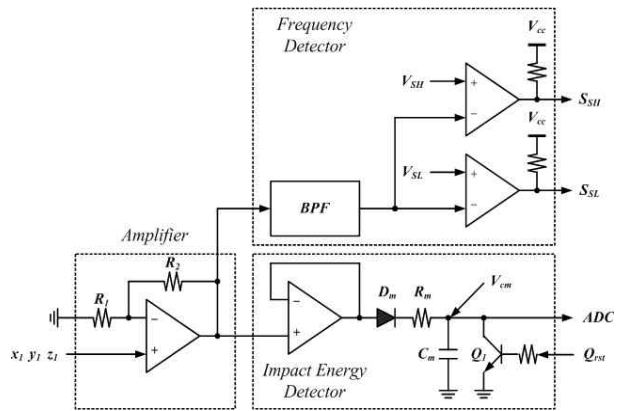 Frequency
Detector
Vcc
VSH
+
−
SSH
Vcc
VSL
+
−
SSL
BPF
Amplifier
R2
R1
−
+
x1 y1 z1
−
+
Dm
Rm
Vcm
ADC
Cm
Q1
Qrst
Impact Energy
Detector